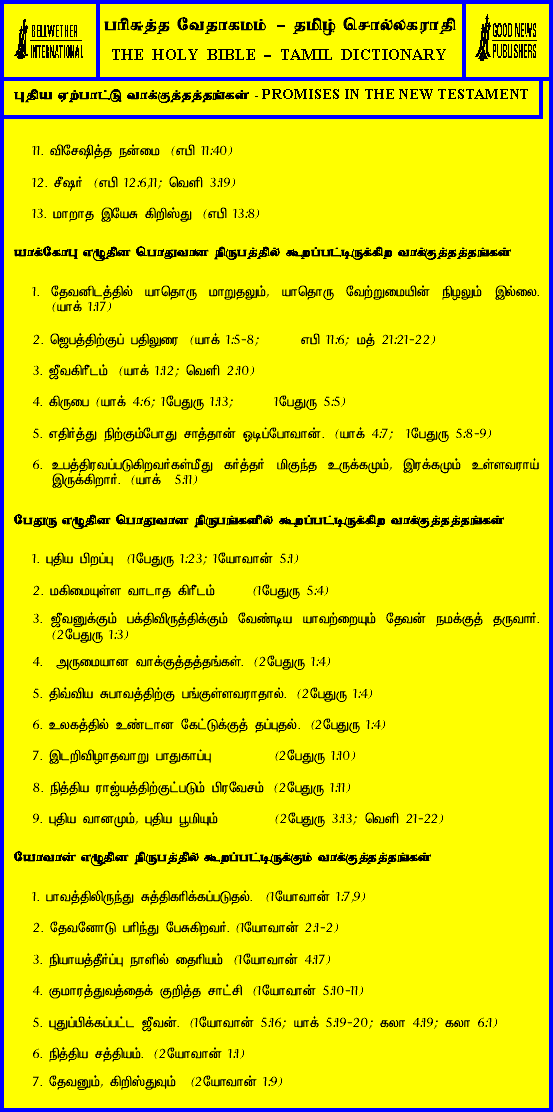 BELLWETHER
INTERNATIONAL
பரிசுத்த வேதாகமம் – தமிழ் சொல்லகராதி
THE HOLY BIBLE – TAMIL DICTIONARY
GOOD NEWS
PUBLISHERS
புதிய ஏற்பாட்டு வாக்குத்தத்தங்கள் - PROMISES IN THE NEW TESTAMENT
11. விசேஷித்த நன்மை (எபி 11:40)
12. சீஷர் (எபி 12:6,11; வெளி 3:19)
13. மாறாத இயேசு கிறிஸ்து (எபி 13:8)
யாக்கோபு எழுதின பொதுவான நிருபத்தில் கூறப்பட்டிருக்கிற வாக்குத்தத்தங்கள்
1. தேவனிடத்தில் யாதொரு மாறுதலும், யாதொரு வேற்றுமையின் நிழலும் இல்லை.
(யாக் 1:17)
2. ஜெபத்திற்குப் பதிலுரை (யாக் 1:5-8; எபி 11:6; மத் 21:21-22)
3. ஜீவகிரீடம் (யாக் 1:12; வெளி 2:10)
4. கிருபை (யாக் 4:6; 1பேதுரு 1:13; 1பேதுரு 5:5)
5. எதிர்த்து நிற்கும்போது சாத்தான் ஓடிப்போவான். (யாக் 4:7; 1பேதுரு 5:8-9)
6. உபத்திரவப்படுகிறவர்கள்மீது கர்த்தர் மிகுந்த உருக்கமும், இரக்கமும் உள்ளவராய்
இருக்கிறார். (யாக் 5:11)
பேதுரு எழுதின பொதுவான நிருபங்களில் கூறப்பட்டிருக்கிற வாக்குத்தத்தங்கள்
1. புதிய பிறப்பு (1பேதுரு 1:23; 1யோவான் 5:1)
2. மகிமையுள்ள வாடாத கிரீடம் (1பேதுரு 5:4)
3. ஜீவனுக்கும் பக்திவிருத்திக்கும் வேண்டிய யாவற்றையும் தேவன் நமக்குத் தருவார்.
(2பேதுரு 1:3)
4. அருமையான வாக்குத்தத்தங்கள். (2பேதுரு 1:4)
5. திவ்விய சுபாவத்திற்கு பங்குள்ளவராதால். (2பேதுரு 1:4)
6. உலகத்தில் உண்டான கேட்டுக்குத் தப்புதல். (2பேதுரு 1:4)
7. இடறிவிழாதவாறு பாதுகாப்பு (2பேதுரு 1:10)
8. நித்திய ராஜ்யத்திற்குட்படும் பிரவேசம் (2பேதுரு 1:11)
9. புதிய வானமும், புதிய பூமியும் (2பேதுரு 3:13; வெளி 21-22)
யோவான் எழுதின நிருபத்தில் கூறப்பட்டிருக்கும் வாக்குத்தத்தங்கள்
1. பாவத்திலிருந்து சுத்திகரிக்கப்படுதல். (1யோவான் 1:7,9)
2. தேவனோடு பரிந்து பேசுகிறவர். (1யோவான் 2:1-2)
3. நியாயத்தீர்ப்பு நாளில் தைரியம் (1யோவான் 4:17)
4. குமாரத்துவத்தைக் குறித்த சாட்சி (1யோவான் 5:10-11)
5. புதுப்பிக்கப்பட்ட ஜீவன். (1யோவான் 5:16; யாக் 5:19-20; கலா 4:19; கலா 6:1)
6. நித்திய சத்தியம். (2யோவான் 1:1)
7. தேவனும், கிறிஸ்துவும் (2யோவான் 1:9)